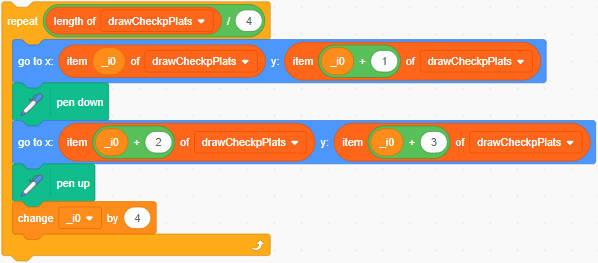 repeat length of drawCheckpPlats / 4
go to x: item _i0 of drawCheckpPlats y: item _i0 + 1 of drawCheckpPlats
pen down
go to x: item _i0 + 2 of drawCheckpPlats y: item _i0 + 3 of drawCheckpPlats
pen up
change _i0 by 4